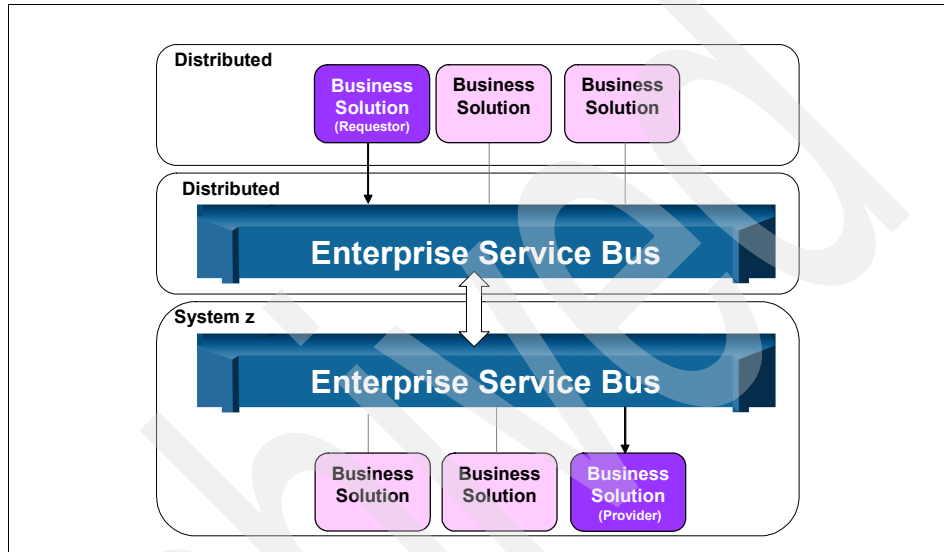 Distributed
Business
Solution
(Requestor)
Business
Solution
Business
Solution
Distributed
Enterprise Service Bus
System z
Enterprise Service Bus
Business
Solution
Business
Solution
Business
Solution
(Provider)